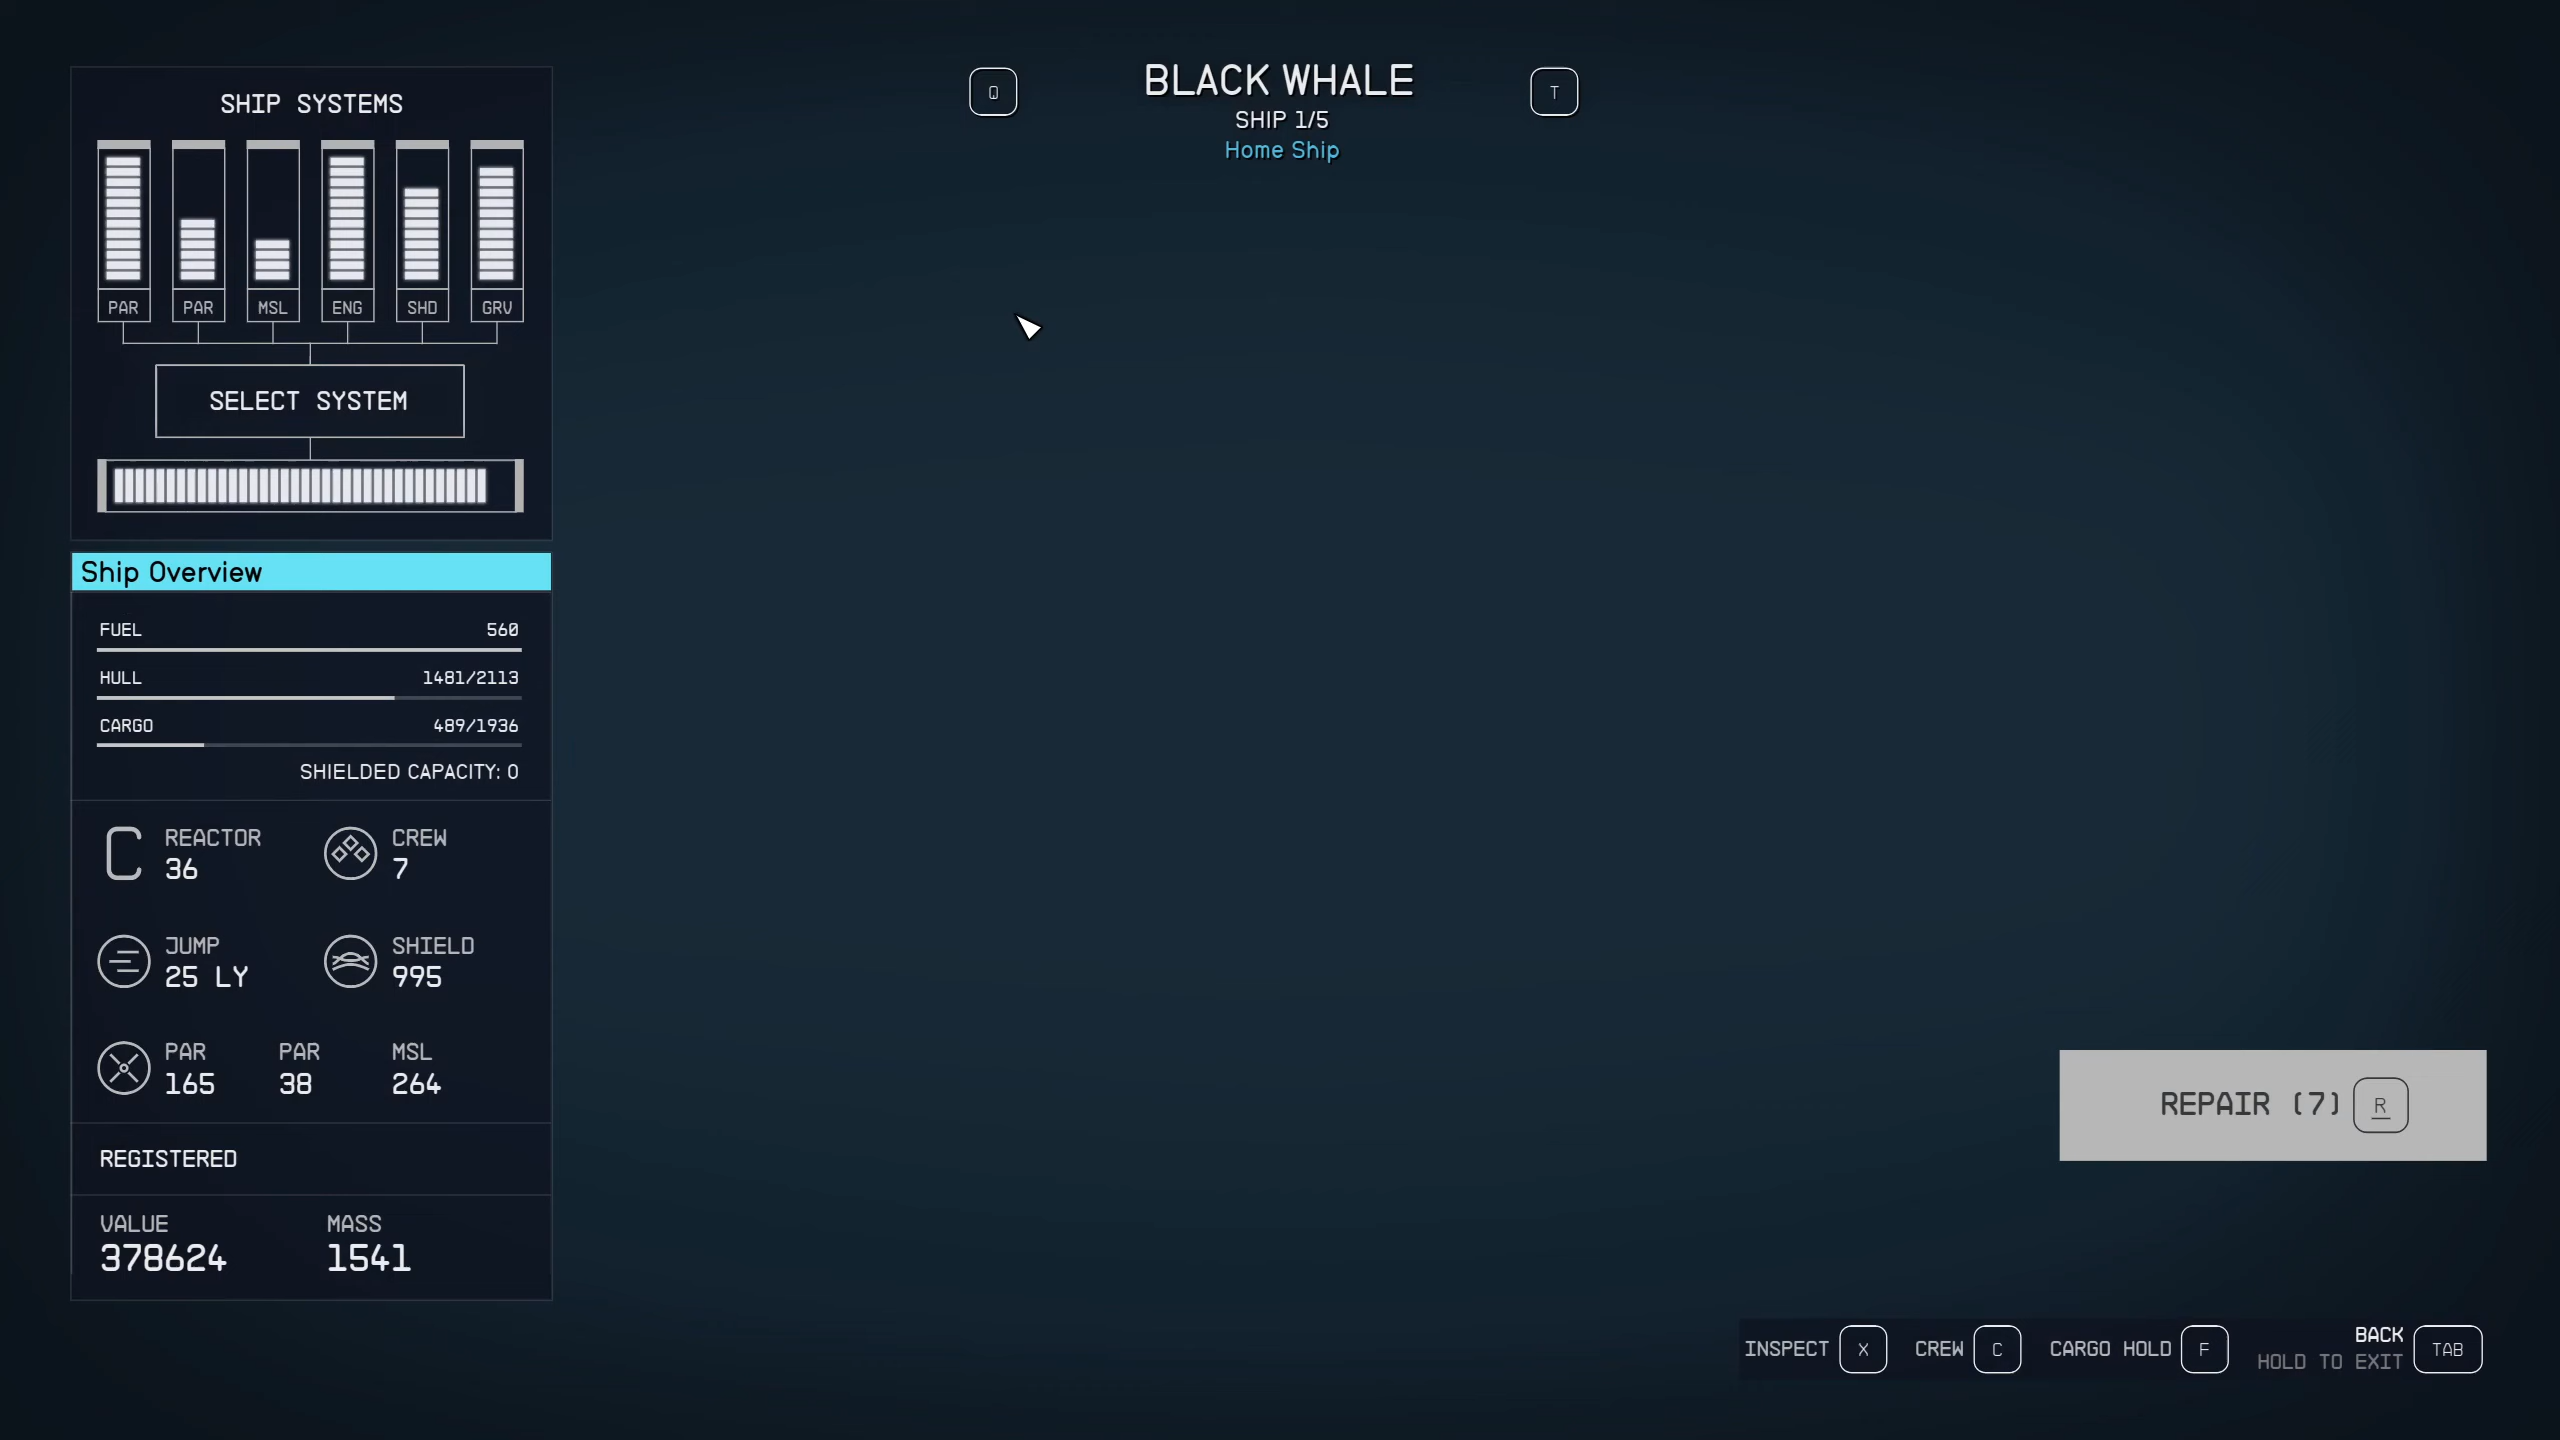 SHIP SYSTEMS
PAR PAR MSL ENG SHD GRV
SELECT SYSTEM
Q
BLACK WHALE
T
SHIP 1/5
Home Ship
Ship Overview
FUEL 560
HULL 1481/2113
CARGO 489/1936
SHIELDED CAPACITY: 0
C REACTOR CREW
36 7
JUMP SHIELD
25 LY 995
PAR PAR MSL
165 38 264
REGISTERED
VALUE MASS
378624 1541
REPAIR (7) R
INSPECT X CREW C CARGO HOLD F BACK TAB
HOLD TO EXIT